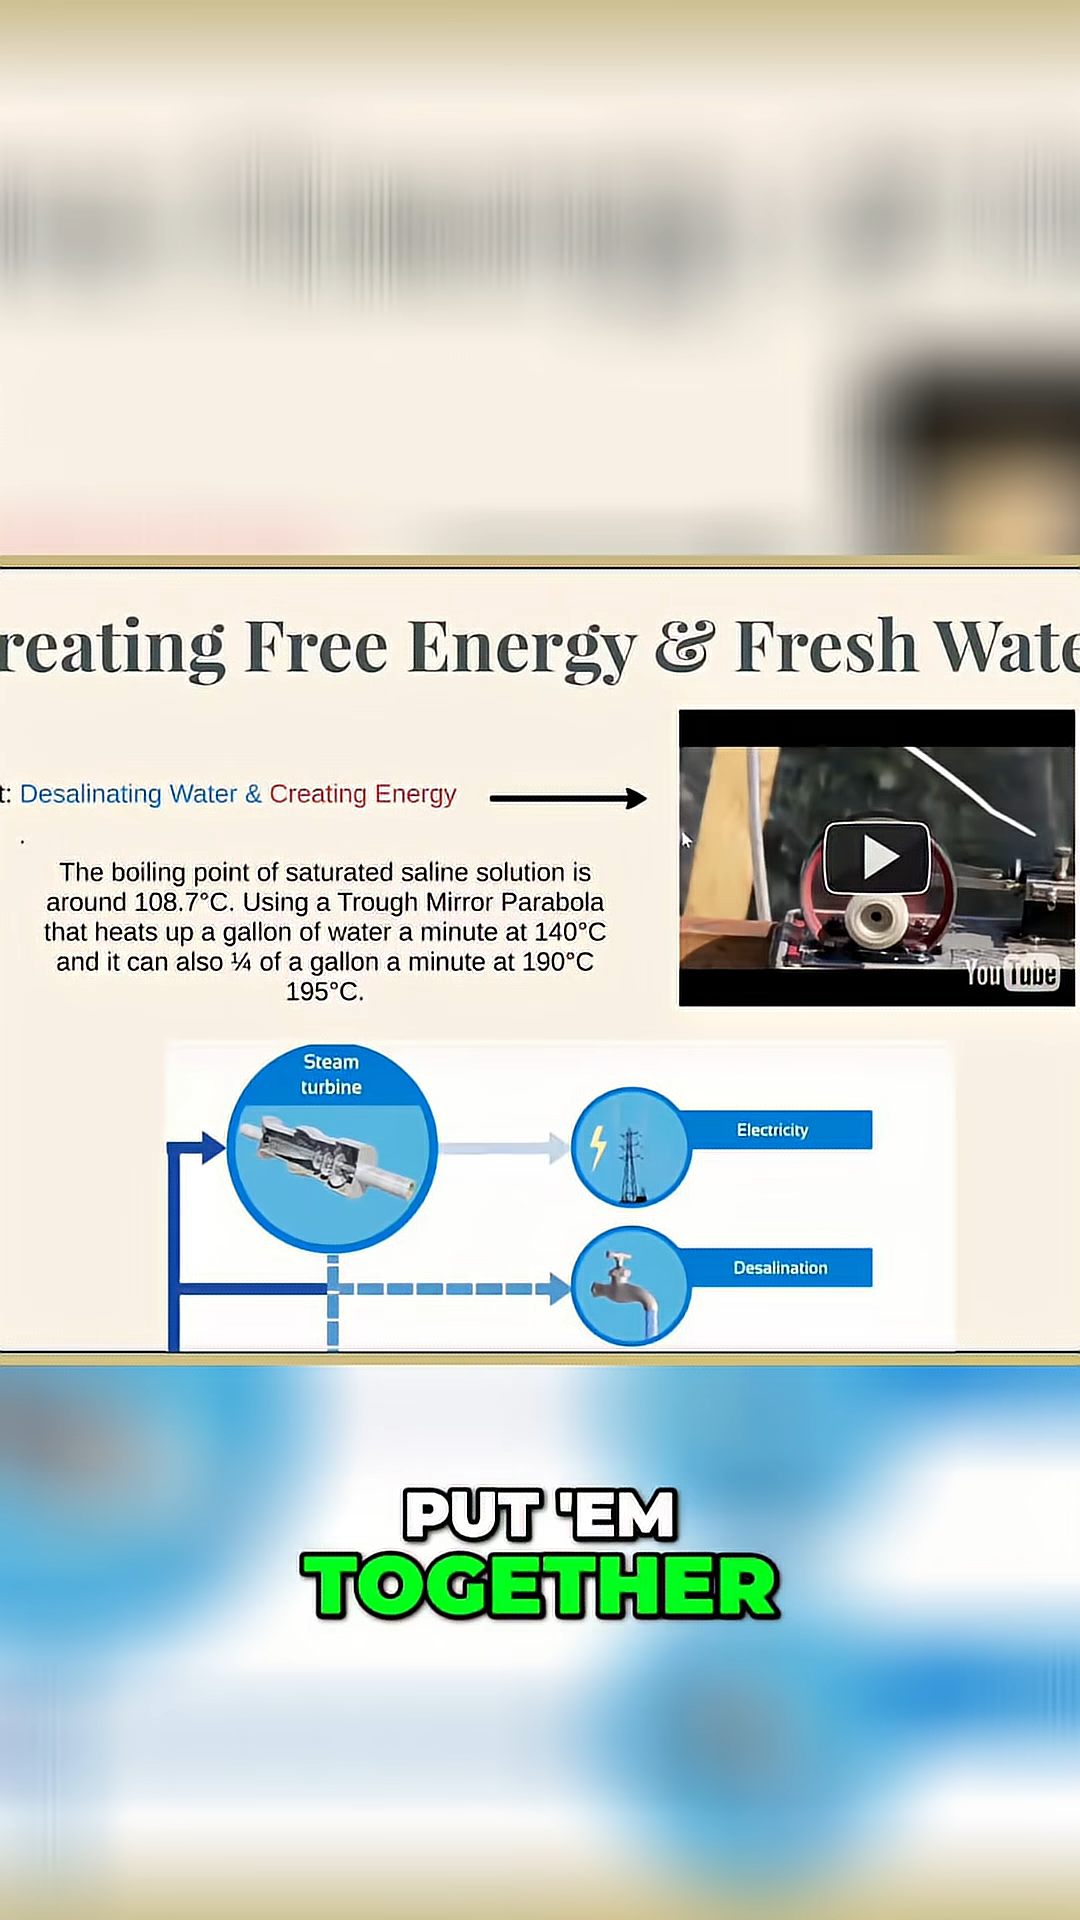 reating Free Energy & Fresh Wate
t: Desalinating Water & Creating Energy
The boiling point of saturated saline solution is
around 108.7°C. Using a Trough Mirror Parabola
that heats up a gallon of water a minute at 140°C
and it can also ¼ of a gallon a minute at 190°C
195°C.
YouTube
Steam
turbine
Electricity
Desalination
PUT 'EM
TOGETHER